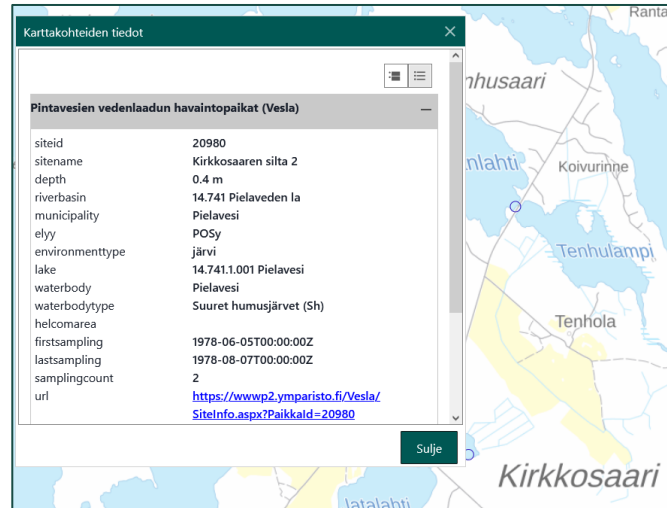 Karttakohteiden tiedot
Pintavesien vedenlaadun havaintopaikat (Vesla)
siteid 20980
sitename Kirkkosaaren silta 2
depth 0.4 m
riverbasin 14.741 Pielaveden la
municipality Pielavesi
elyy POSy
environmenttype järvi
lake 14.741.1.001 Pielavesi
waterbody Pielavesi
waterbodytype Suuret humusjärvet (Sh)
helcomarea
firstsampling 1978-06-05T00:00:00Z
lastsampling 1978-08-07T00:00:00Z
samplingcount 2
url https://wwwp2.ymparisto.fi/Vesla/
SiteInfo.aspx?PaikkaId=20980
Sulje
Ranta
nhusaari
nlahti
Koivurinne
Tenhulampi
Tenhola
Kirkkosaari
latalahti